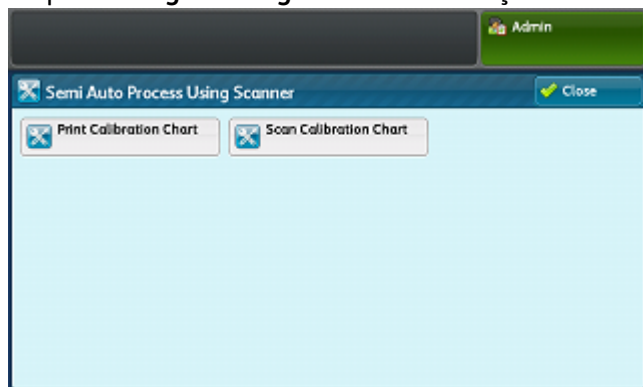 Admin
Semi Auto Process Using Scanner
Close
Print Calibration Chart
Scan Calibration Chart